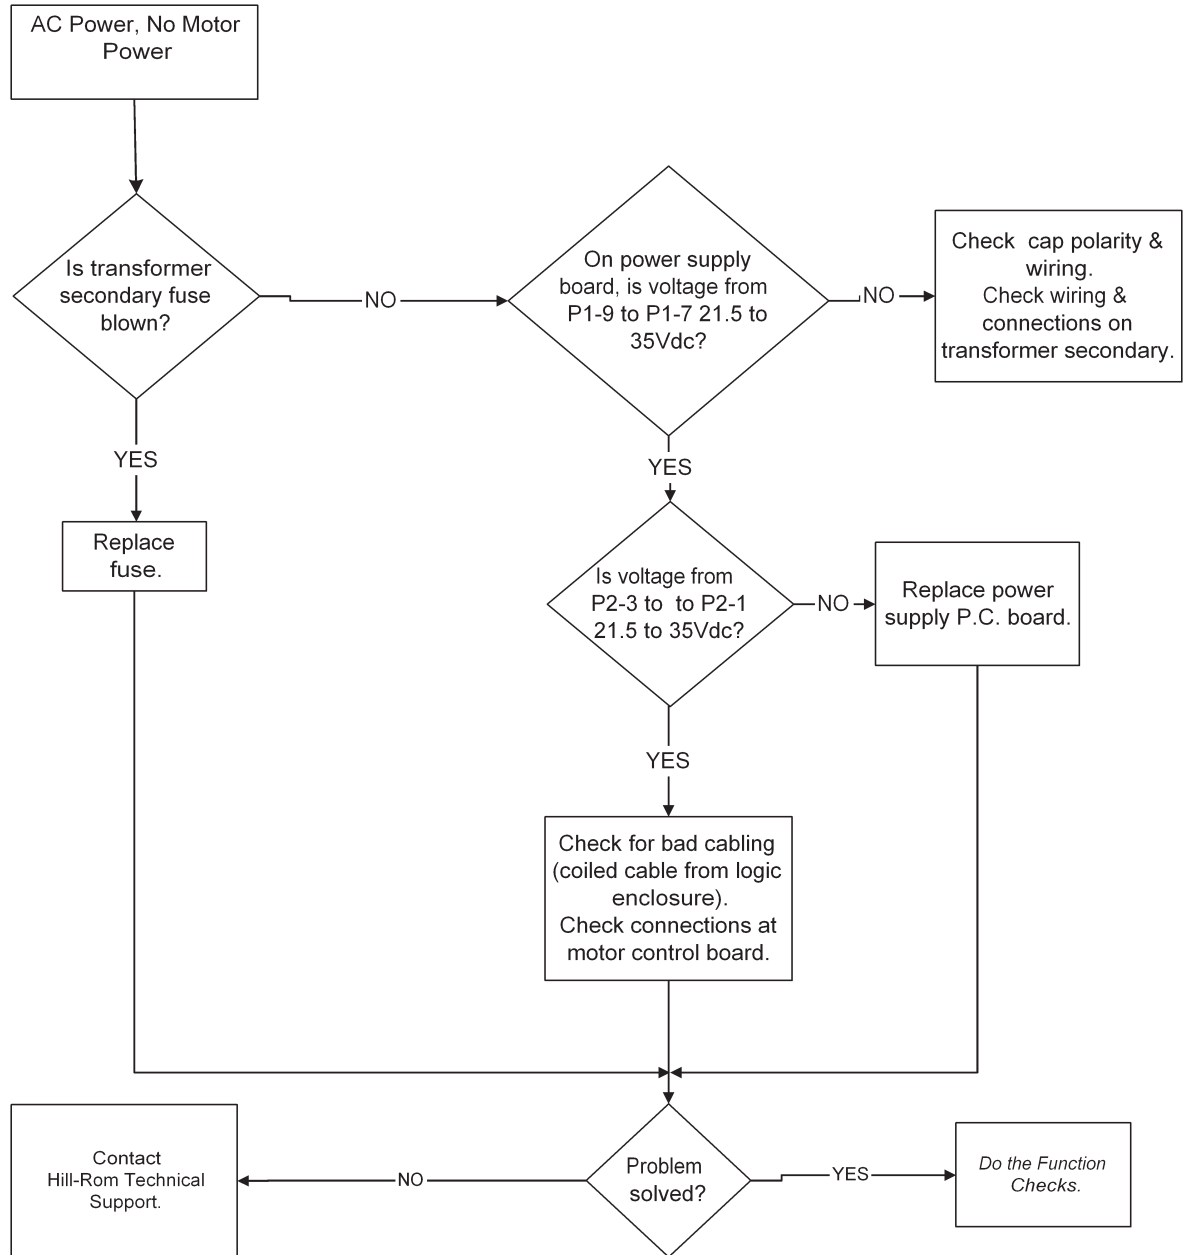 AC Power, No Motor
Power
Is transformer
secondary fuse
blown?
NO
On power supply
board, is voltage from
P1-9 to P1-7 21.5 to
35Vdc?
NO
Check cap polarity &
wiring.
Check wiring &
connections on
transformer secondary.
YES
YES
Replace
fuse.
Is voltage from
P2-3 to to P2-1
21.5 to 35Vdc?
NO
Replace power
supply P.C. board.
YES
Check for bad cabling
(coiled cable from logic
enclosure).
Check connections at
motor control board.
Contact
Hill-Rom Technical
Support.
NO
Problem
solved?
YES
Do the Function
Checks.